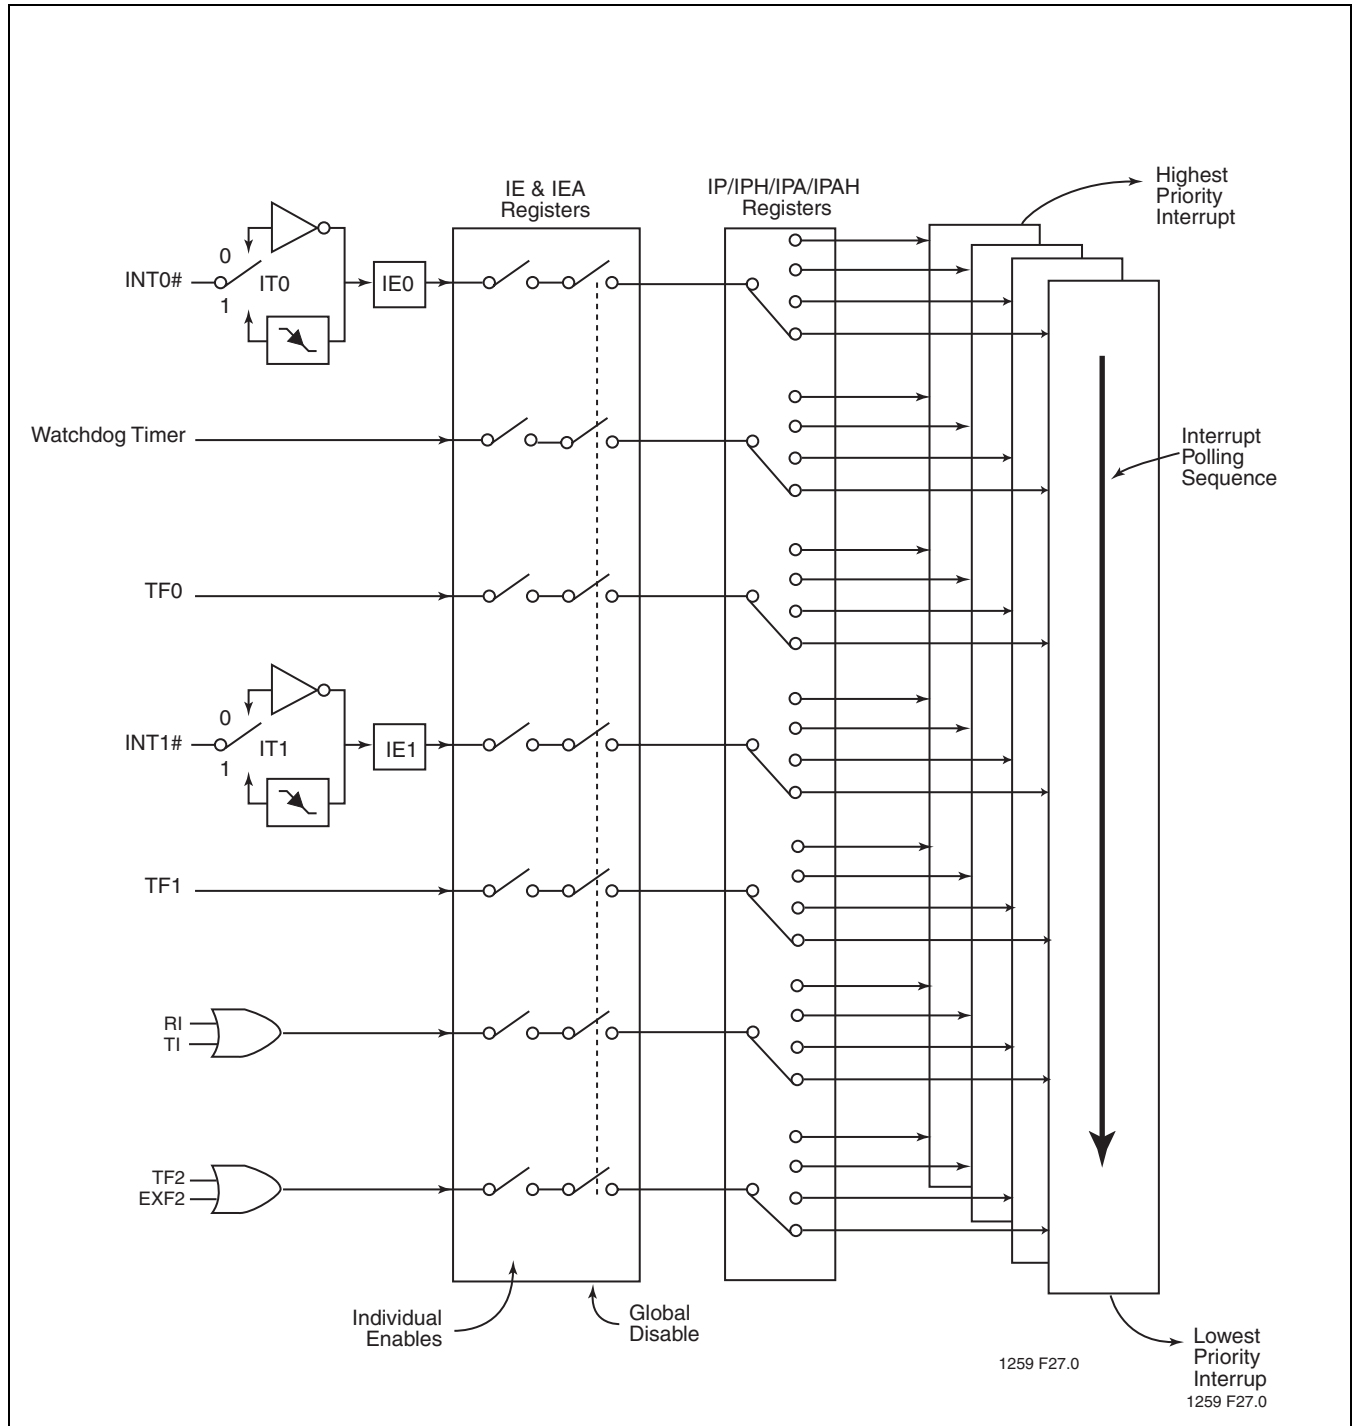 Highest
Priority
Interrupt
IE & IEA
Registers
IP/IPH/IPA/IPAH
Registers
0
INT0#
IT0
IE0
1
Watchdog Timer
Interrupt
Polling
Sequence
TF0
0
INT1#
IT1
IE1
1
TF1
RI
TI
TF2
EXF2
Individual
Enables
Global
Disable
Lowest
Priority
Interrup
1259 F27.0
1259 F27.0